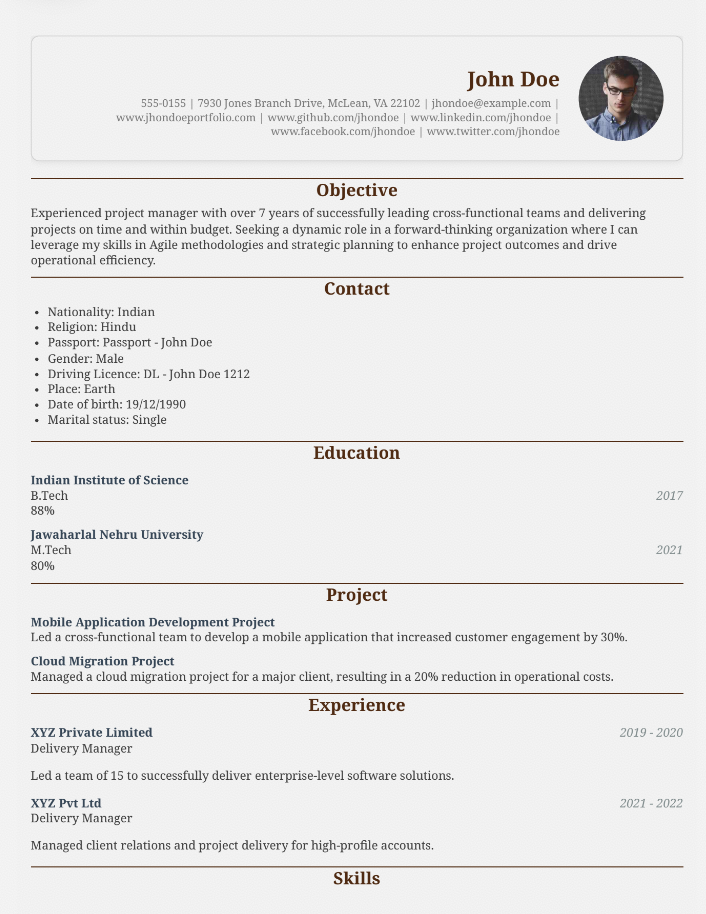 John Doe
555-0155 | 7930 Jones Branch Drive, McLean, VA 22102 | jhondoe@example.com |
www.jhondoeportfolio.com | www.github.com/jhondoe | www.linkedin.com/jhondoe |
www.facebook.com/jhondoe | www.twitter.com/jhondoe
Objective
Experienced project manager with over 7 years of successfully leading cross-functional teams and delivering
projects on time and within budget. Seeking a dynamic role in a forward-thinking organization where I can
leverage my skills in Agile methodologies and strategic planning to enhance project outcomes and drive
operational efficiency.
Contact
• Nationality: Indian
• Religion: Hindu
• Passport: Passport - John Doe
• Gender: Male
• Driving Licence: DL - John Doe 1212
• Place: Earth
• Date of birth: 19/12/1990
• Marital status: Single
Education
Indian Institute of Science
B.Tech 2017
88%
Jawaharlal Nehru University
M.Tech 2021
80%
Project
Mobile Application Development Project
Led a cross-functional team to develop a mobile application that increased customer engagement by 30%.
Cloud Migration Project
Managed a cloud migration project for a major client, resulting in a 20% reduction in operational costs.
Experience
XYZ Private Limited 2019 - 2020
Delivery Manager
Led a team of 15 to successfully deliver enterprise-level software solutions.
XYZ Pvt Ltd 2021 - 2022
Delivery Manager
Managed client relations and project delivery for high-profile accounts.
Skills